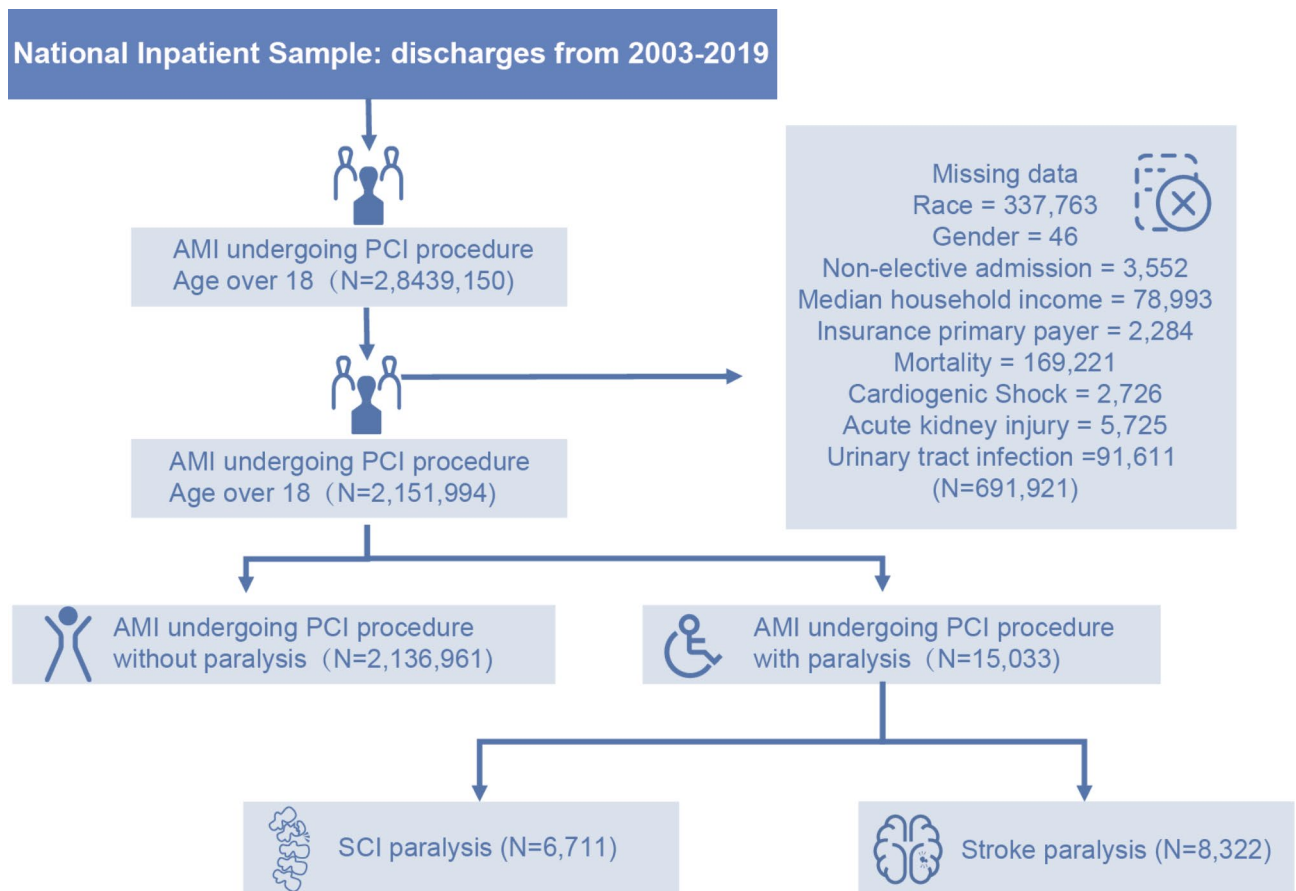 National Inpatient Sample: discharges from 2003-2019
AMI undergoing PCI procedure
Age over 18（N=2,8439,150)
Missing data
Race = 337,763
Gender = 46
Non-elective admission = 3,552
Median household income = 78,993
Insurance primary payer = 2,284
Mortality = 169,221
Cardiogenic Shock = 2,726
Acute kidney injury = 5,725
Urinary tract infection =91,611
(N=691,921)
AMI undergoing PCI procedure
Age over 18（N=2,151,994)
AMI undergoing PCI procedure
without paralysis（N=2,136,961)
AMI undergoing PCI procedure
with paralysis（N=15,033)
SCI paralysis (N=6,711)
Stroke paralysis (N=8,322)